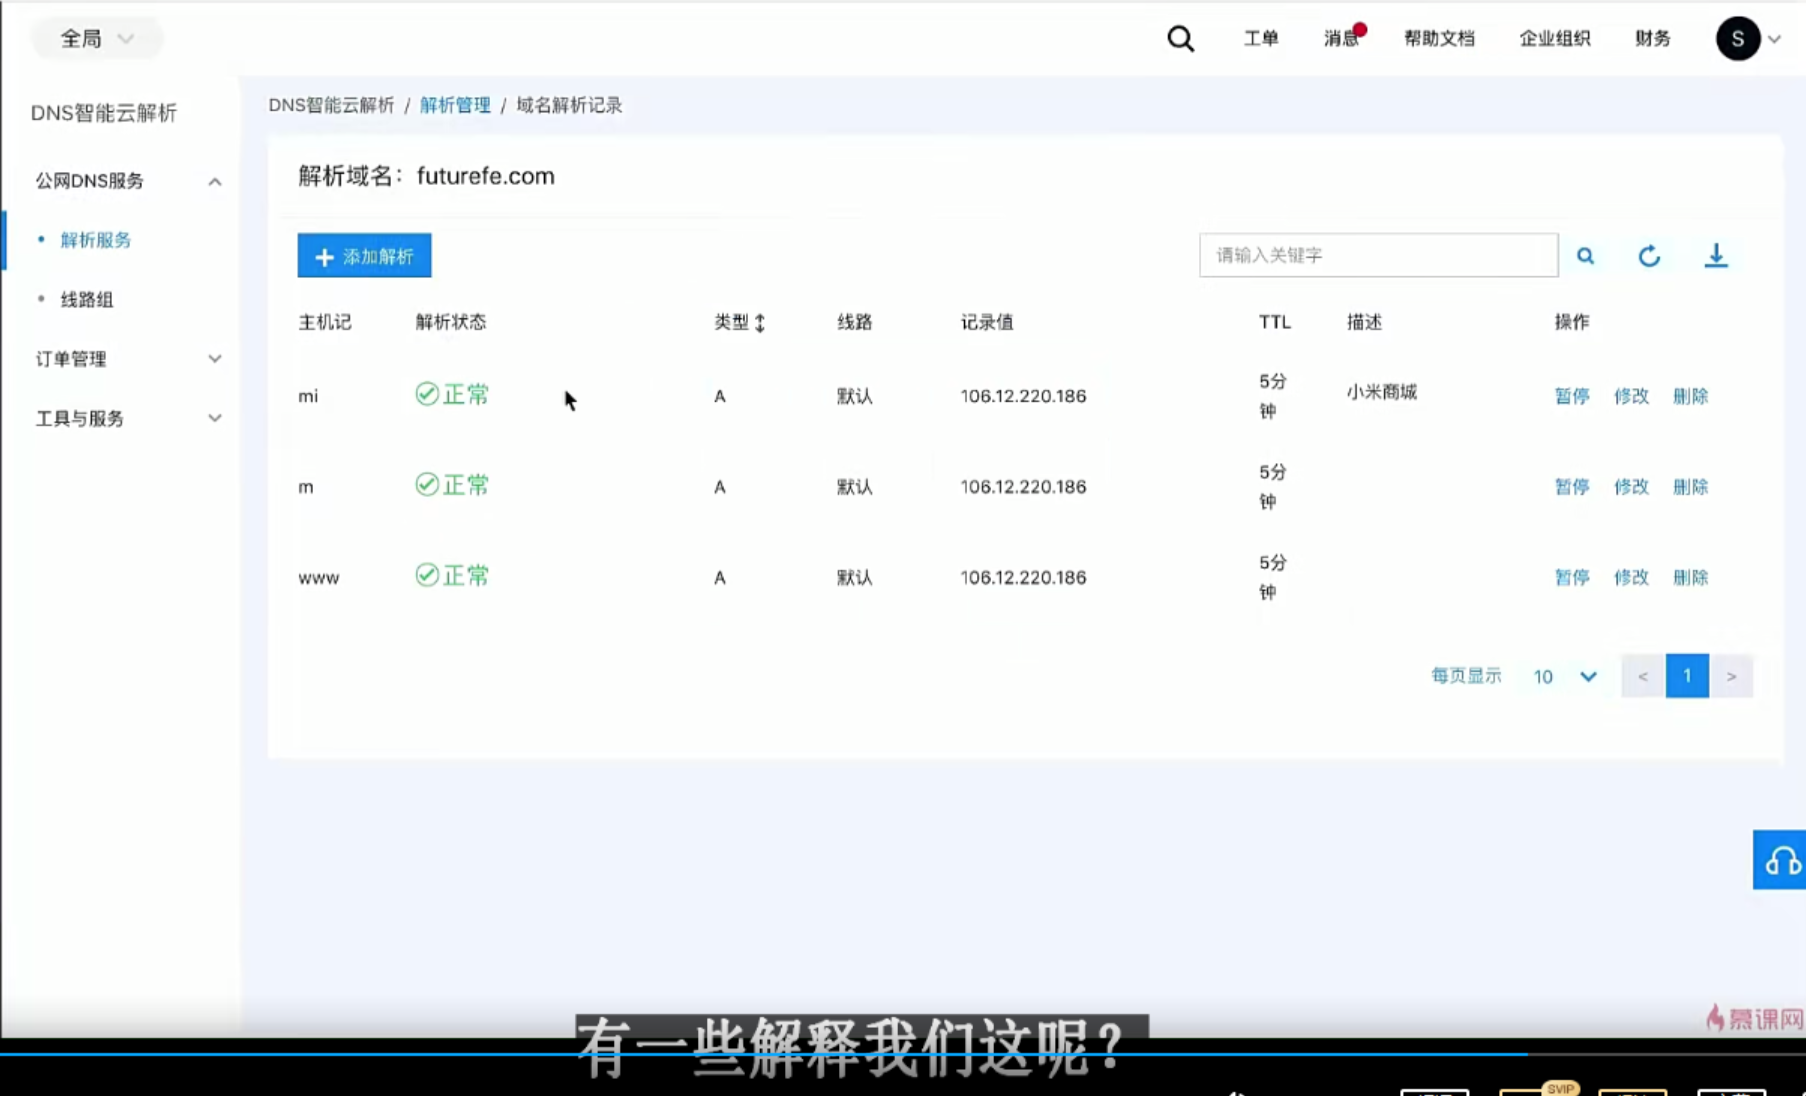 全局
工单 消息 帮助文档 企业组织 财务 S
DNS智能云解析
公网DNS服务
解析服务
线路组
订单管理
工具与服务
DNS智能云解析 / 解析管理 / 域名解析记录
解析域名：futurefe.com
添加解析
请输入关键字
主机记 解析状态 类型 线路 记录值 TTL 描述 操作
mi 正常 A 默认 106.12.220.186 5分钟 小米商城 暂停 修改 删除
m 正常 A 默认 106.12.220.186 5分钟 暂停 修改 删除
www 正常 A 默认 106.12.220.186 5分钟 暂停 修改 删除
每页显示 10 < 1 >
慕课网
有一些解释我们这呢？
SVIP